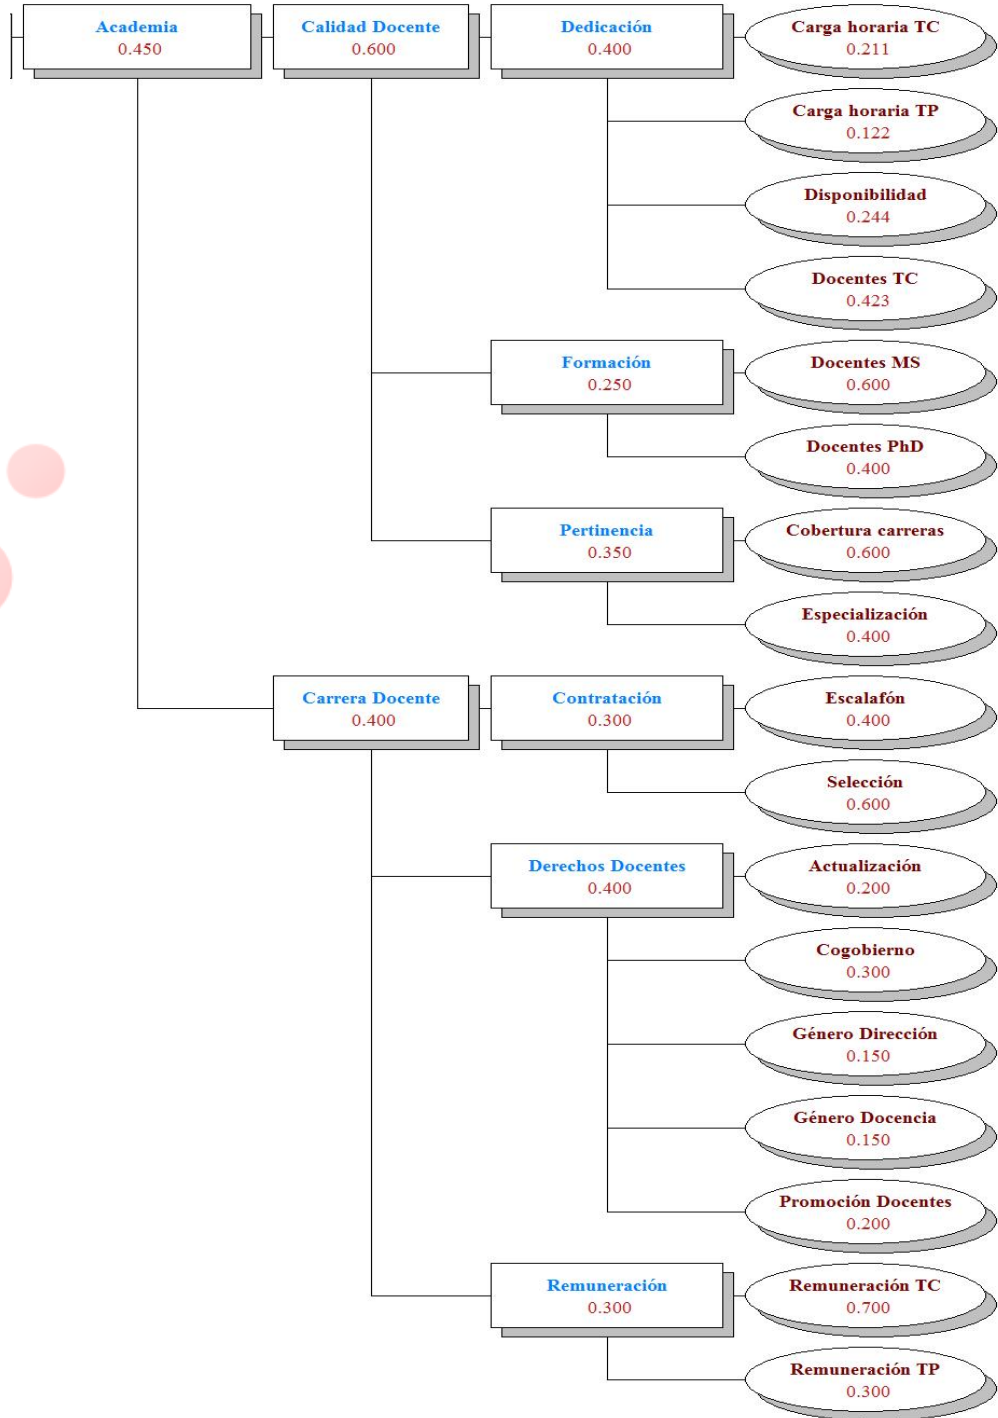 Academia
0.450
Calidad Docente
0.600
Dedicación
0.400
Carga horaria TC
0.211
Carga horaria TP
0.122
Disponibilidad
0.244
Docentes TC
0.423
Formación
0.250
Docentes MS
0.600
Docentes PhD
0.400
Pertinencia
0.350
Cobertura carreras
0.600
Especialización
0.400
Carrera Docente
0.400
Contratación
0.300
Escalafón
0.400
Selección
0.600
Derechos Docentes
0.400
Actualización
0.200
Cogobierno
0.300
Género Dirección
0.150
Género Docencia
0.150
Promoción Docentes
0.200
Remuneración
0.300
Remuneración TC
0.700
Remuneración TP
0.300